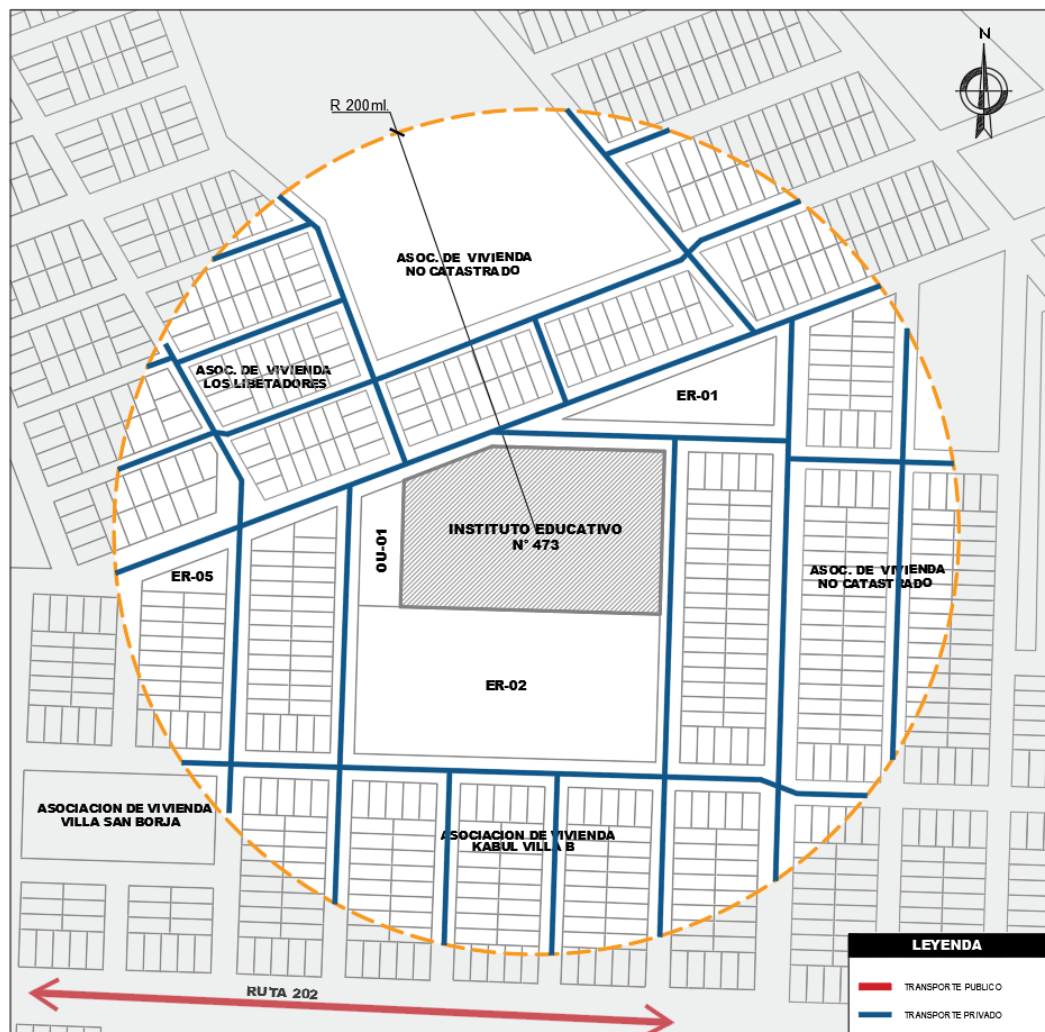 N
R 200ml.
ASOC. DE VIVIENDA
NO CATASTRADO
ASOC. DE VIVIENDA
LOS LIBETADORES
ER-01
INSTITUTO EDUCATIVO
N° 473
OU-01
ER-05
ASOC. DE VIVIENDA
NO CATASTRADO
ER-02
ASOCIACION DE VIVIENDA
VILLA SAN BORJA
ASOCIACION DE VIVIENDA
KABUL VILLA B
RUTA 202
LEYENDA
TRANSPORTE PUBLICO
TRANSPORTE PRIVADO